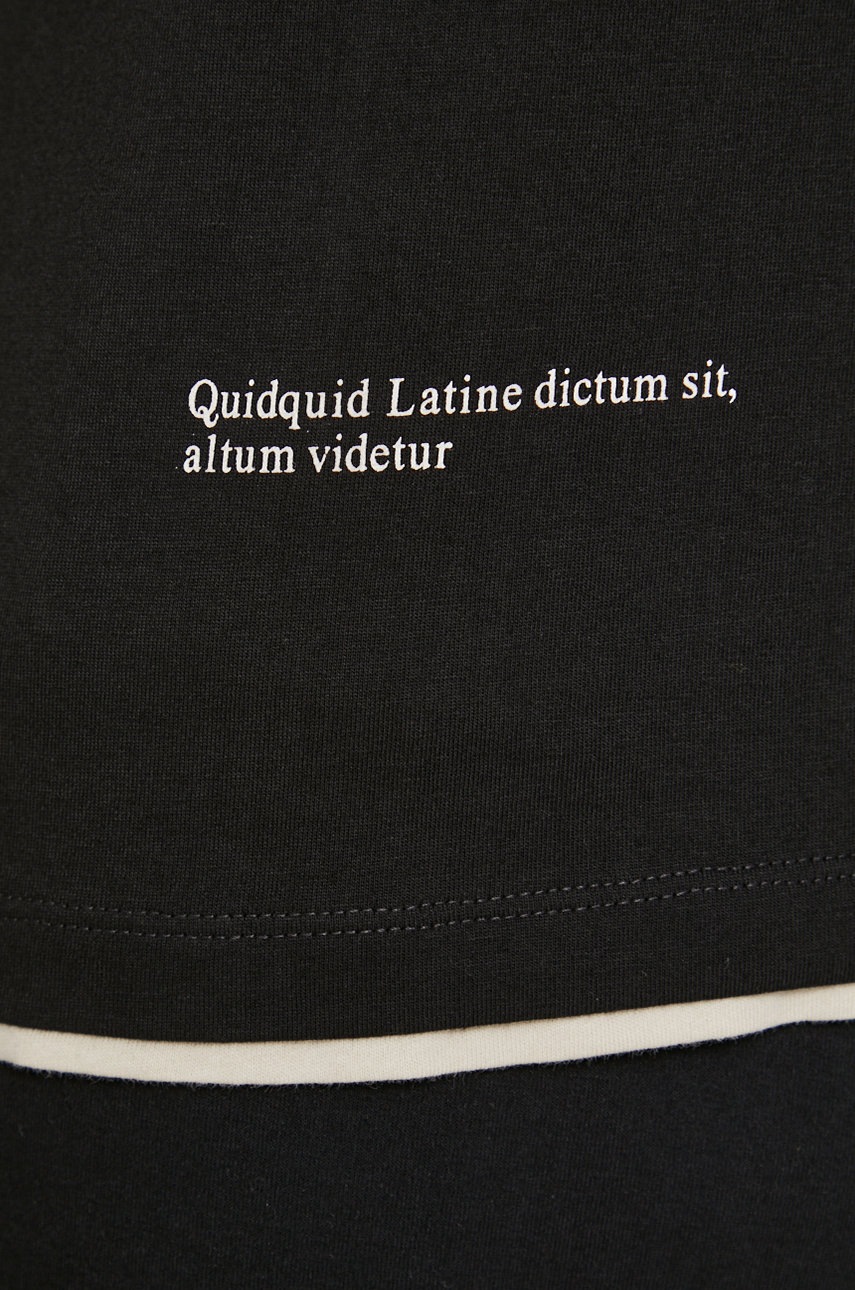 Quidquid Latine dictum sit,
altum videtur